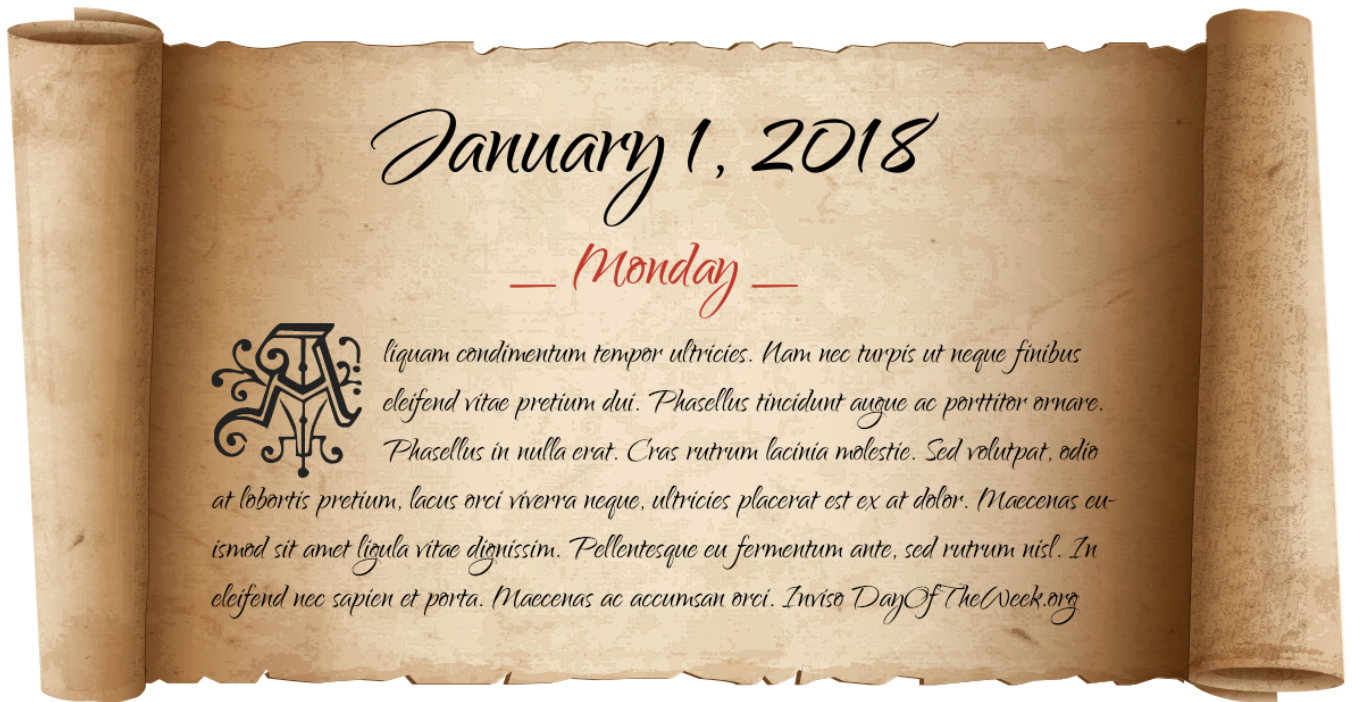 January 1, 2018
Monday
Aliquam condimentum tempor ultricies. Nam nec turpis ut neque finibus
eleifend vitae pretium dui. Phasellus tincidunt augue ac porttitor ornare.
Phasellus in nulla erat. Cras rutrum lacinia molestie. Sed volutpat, odio
at lobortis pretium, lacus orci viverra neque, ultricies placerat est ex at dolor. Maecenas eu-
ismod sit amet ligula vitae dignissim. Pellentesque eu fermentum ante, sed rutrum nisl. In
eleifend nec sapien et porta. Maecenas ac accumsan orci. Inviso DayOfTheWeek.org